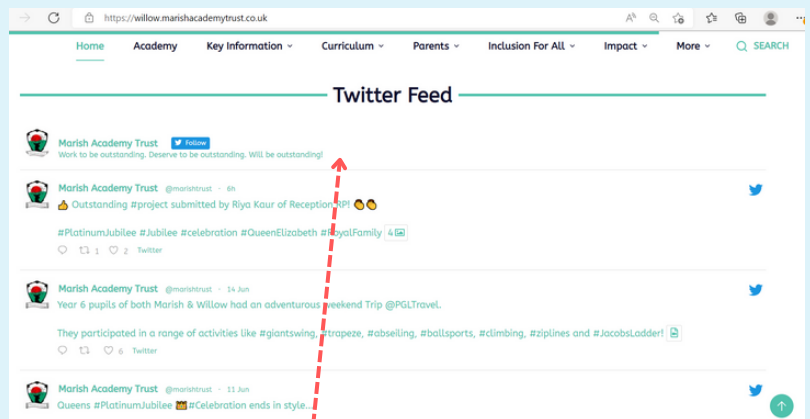 https://willow.marishacademytrust.co.uk
Home Academy Key Information Curriculum Parents Inclusion For All Impact More SEARCH
Twitter Feed
Marish Academy Trust Follow
Work to be outstanding. Deserve to be outstanding. Will be outstanding!
Marish Academy Trust @marishtrust · 6h
👍 Outstanding #project submitted by Riya Kaur of Reception RP! 👏👏
#PlatinumJubilee #Jubilee #celebration #QueenElizabeth #RoyalFamily 4
1 2 Twitter
Marish Academy Trust @marishtrust · 14 Jun
Year 6 pupils of both Marish & Willow had an adventurous weekend Trip @PGLTravel.
They participated in a range of activities like #giantswing, #trapeze, #abseiling, #ballsports, #climbing, #ziplines and #JacobsLadder!
6 Twitter
Marish Academy Trust @marishtrust · 11 Jun
Queens #PlatinumJubilee 👑#Celebration ends in style...